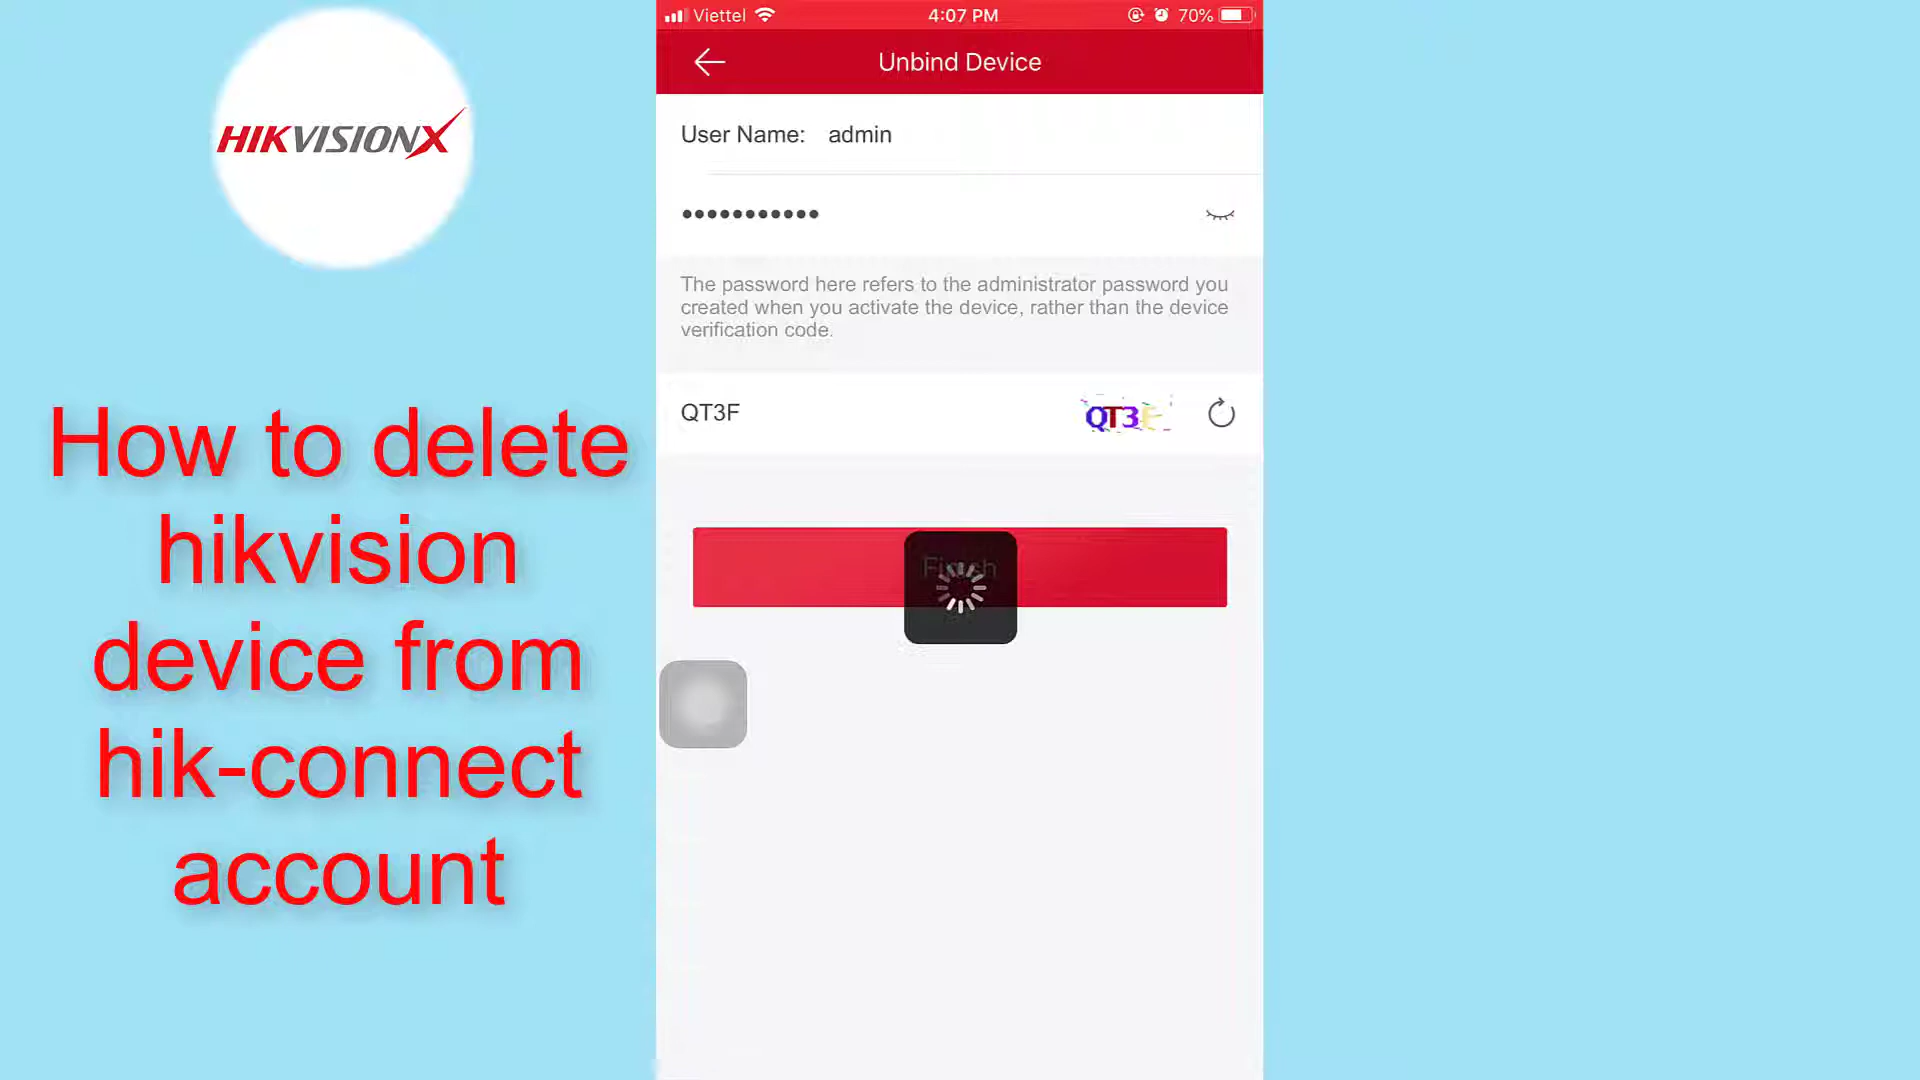 HIKVISIONX
How to delete
hikvision
device from
hik-connect
account
Viettel 4:07 PM 70%
Unbind Device
User Name: admin
•••••••••••
The password here refers to the administrator password you
created when you activate the device, rather than the device
verification code.
QT3F QT3F
Finish